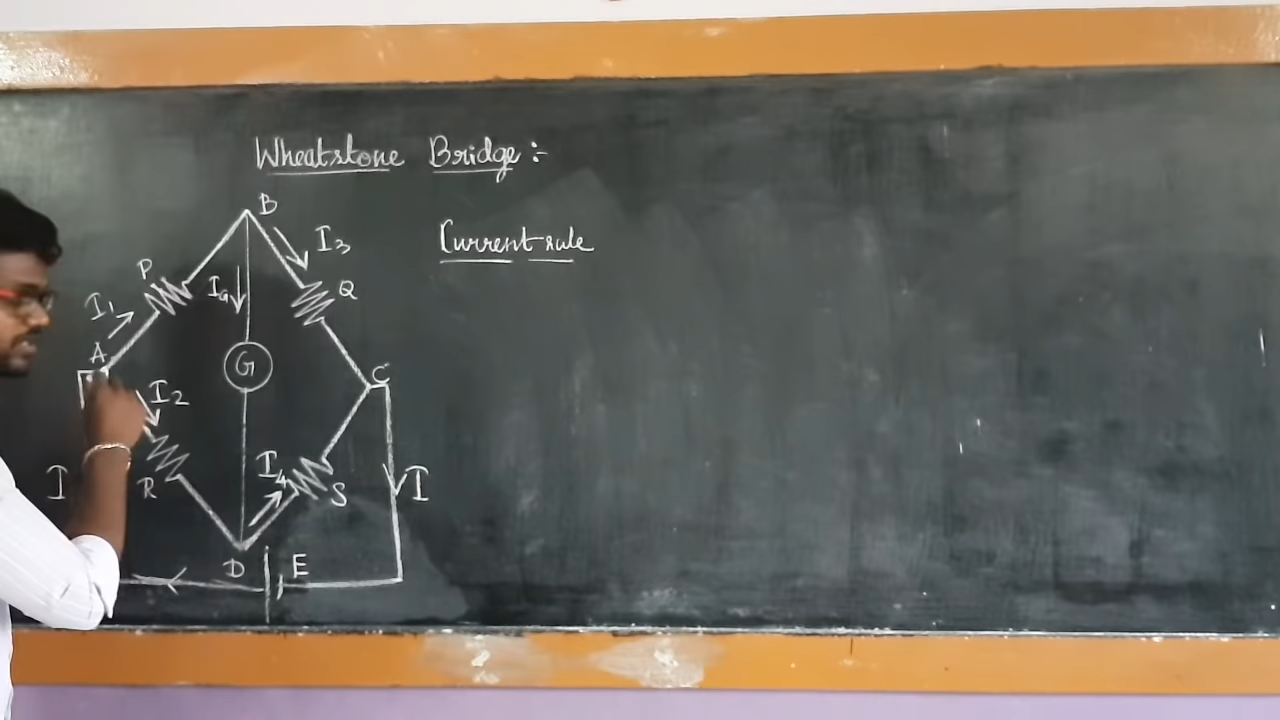 Wheatstone Bridge :-
B
I3
Current rule
P
Q
I1
IG
A
G
C
I2
I4
I
R
S
I
D
E